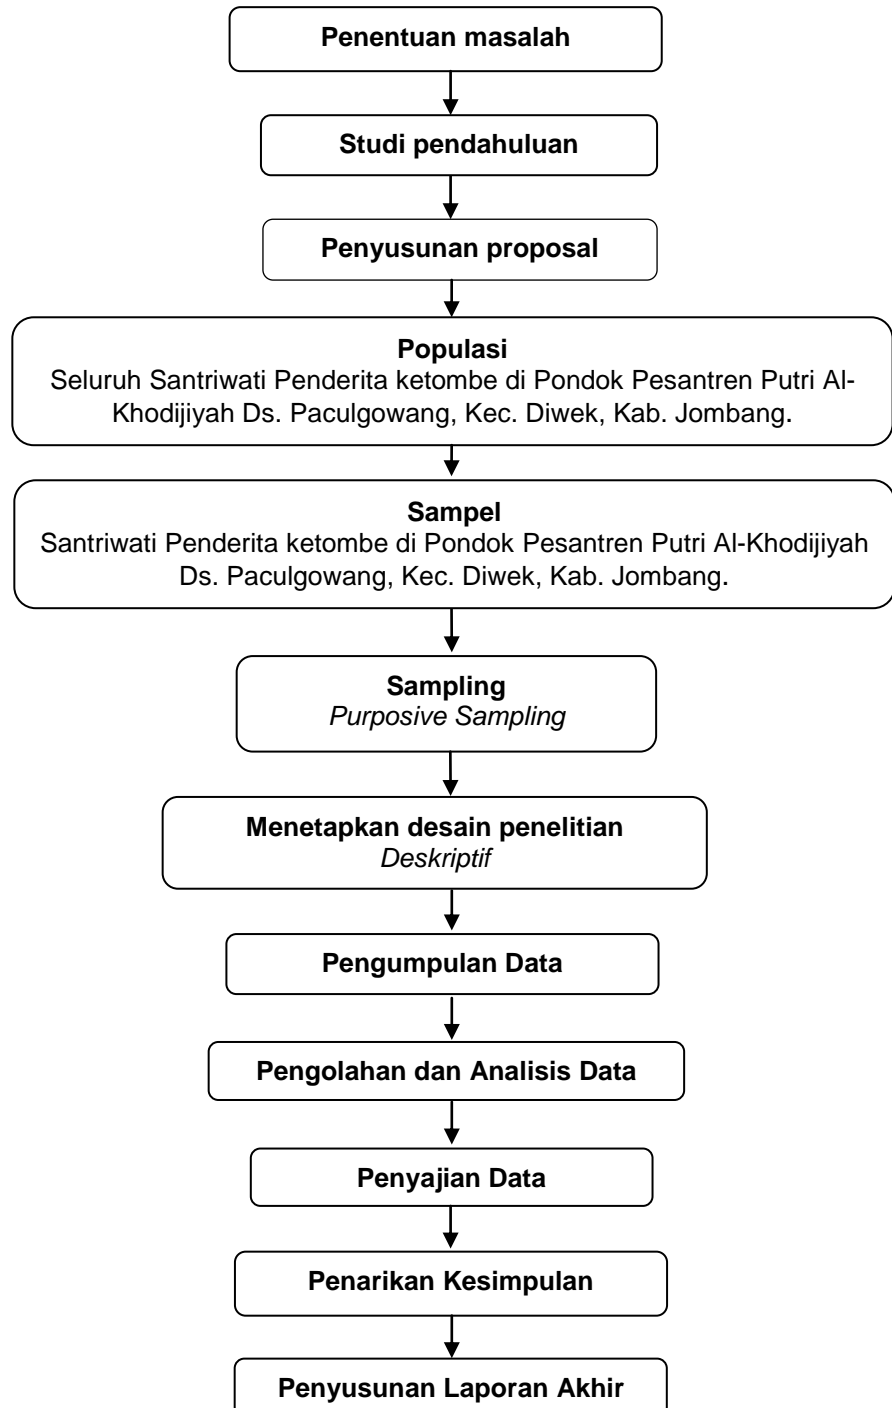 Penentuan masalah
Studi pendahuluan
Penyusunan proposal
Populasi
Seluruh Santriwati Penderita ketombe di Pondok Pesantren Putri Al-
Khodijiyah Ds. Paculgowang, Kec. Diwek, Kab. Jombang.
Sampel
Santriwati Penderita ketombe di Pondok Pesantren Putri Al-Khodijiyah
Ds. Paculgowang, Kec. Diwek, Kab. Jombang.
Sampling
Purposive Sampling
Menetapkan desain penelitian
Deskriptif
Pengumpulan Data
Pengolahan dan Analisis Data
Penyajian Data
Penarikan Kesimpulan
Penyusunan Laporan Akhir